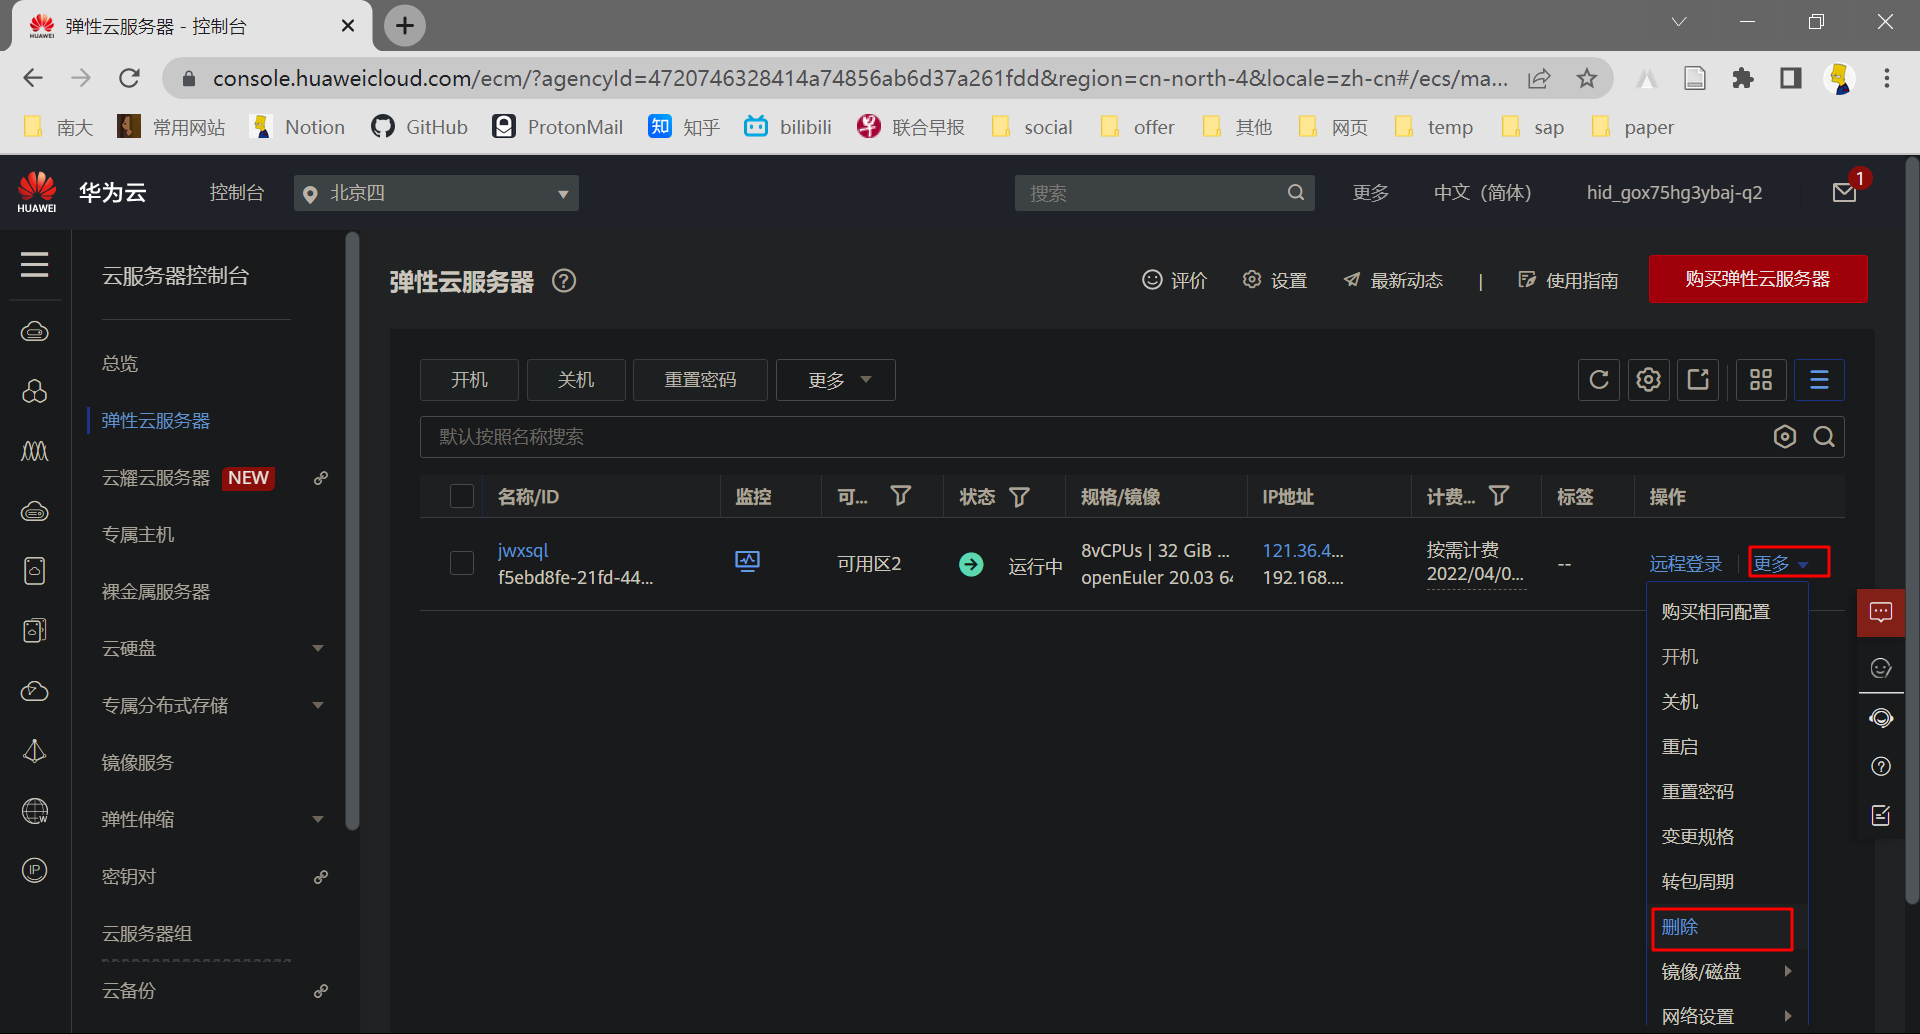 弹性云服务器 - 控制台
console.huaweicloud.com/ecm/?agencyId=4720746328414a74856ab6d37a261fdd&region=cn-north-4&locale=zh-cn#/ecs/ma...
南大 常用网站 Notion GitHub ProtonMail 知乎 bilibili 联合早报 social offer 其他 网页 temp sap paper
HUAWEI 华为云 控制台 北京四 搜索 更多 中文（简体） hid_gox75hg3ybaj-q2 1
云服务器控制台
总览
弹性云服务器
云耀云服务器 NEW
专属主机
裸金属服务器
云硬盘
专属分布式存储
镜像服务
弹性伸缩
密钥对
云服务器组
云备份
弹性云服务器 评价 设置 最新动态 | 使用指南 购买弹性云服务器
开机 关机 重置密码 更多
默认按照名称搜索
名称/ID 监控 可... 状态 规格/镜像 IP地址 计费... 标签 操作
jwxsql
f5ebd8fe-21fd-44...
可用区2
运行中
8vCPUs | 32 GiB ...
openEuler 20.03 64
121.36.4...
192.168....
按需计费
2022/04/0...
--
远程登录 更多
购买相同配置
开机
关机
重启
重置密码
变更规格
转包周期
删除
镜像/磁盘
网络设置